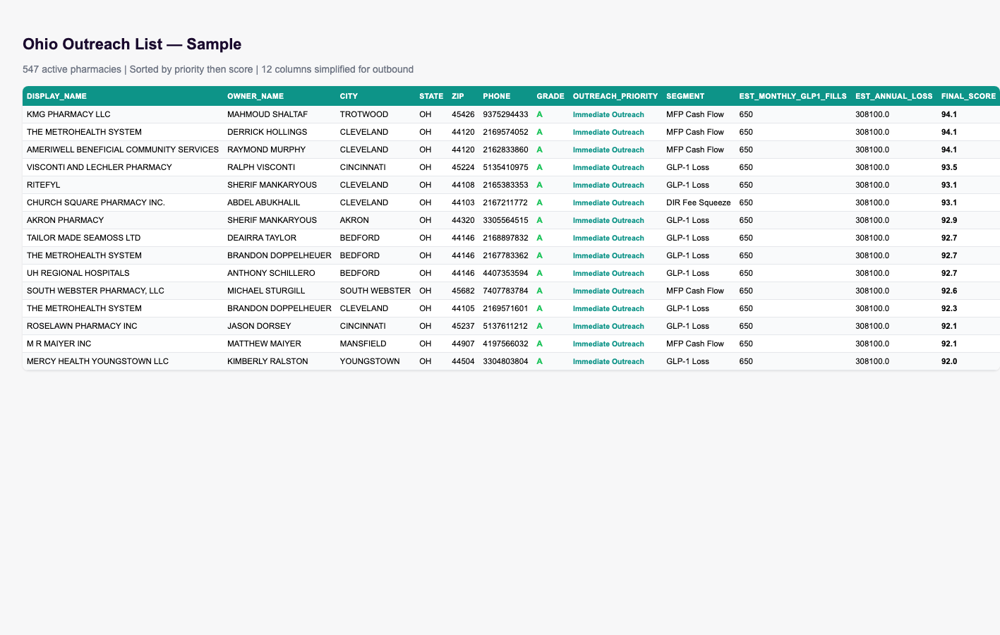 Ohio Outreach List — Sample
547 active pharmacies | Sorted by priority then score | 12 columns simplified for outbound
DISPLAY_NAME OWNER_NAME CITY STATE ZIP PHONE GRADE OUTREACH_PRIORITY SEGMENT EST_MONTHLY_GLP1_FILLS EST_ANNUAL_LOSS FINAL_SCORE
KMG PHARMACY LLC MAHMOUD SHALTAF TROTWOOD OH 45426 9375294433 A Immediate Outreach MFP Cash Flow 650 308100.0 94.1
THE METROHEALTH SYSTEM DERRICK HOLLINGS CLEVELAND OH 44120 2169574052 A Immediate Outreach MFP Cash Flow 650 308100.0 94.1
AMERIWELL BENEFICIAL COMMUNITY SERVICES RAYMOND MURPHY CLEVELAND OH 44120 2162833860 A Immediate Outreach MFP Cash Flow 650 308100.0 94.1
VISCONTI AND LECHLER PHARMACY RALPH VISCONTI CINCINNATI OH 45224 5135410975 A Immediate Outreach GLP-1 Loss 650 308100.0 93.5
RITEFYL SHERIF MANKARYOUS CLEVELAND OH 44108 2165383353 A Immediate Outreach GLP-1 Loss 650 308100.0 93.1
CHURCH SQUARE PHARMACY INC. ABDEL ABUKHALIL CLEVELAND OH 44103 2167211772 A Immediate Outreach DIR Fee Squeeze 650 308100.0 93.1
AKRON PHARMACY SHERIF MANKARYOUS AKRON OH 44320 3305564515 A Immediate Outreach GLP-1 Loss 650 308100.0 92.9
TAILOR MADE SEAMOSS LTD DEAIRRA TAYLOR BEDFORD OH 44146 2168897832 A Immediate Outreach GLP-1 Loss 650 308100.0 92.7
THE METROHEALTH SYSTEM BRANDON DOPPELHEUER BEDFORD OH 44146 2167783362 A Immediate Outreach GLP-1 Loss 650 308100.0 92.7
UH REGIONAL HOSPITALS ANTHONY SCHILLERO BEDFORD OH 44146 4407353594 A Immediate Outreach GLP-1 Loss 650 308100.0 92.7
SOUTH WEBSTER PHARMACY, LLC MICHAEL STURGILL SOUTH WEBSTER OH 45682 7407783784 A Immediate Outreach MFP Cash Flow 650 308100.0 92.6
THE METROHEALTH SYSTEM BRANDON DOPPELHEUER CLEVELAND OH 44105 2169571601 A Immediate Outreach GLP-1 Loss 650 308100.0 92.3
ROSELAWN PHARMACY INC JASON DORSEY CINCINNATI OH 45237 5137611212 A Immediate Outreach GLP-1 Loss 650 308100.0 92.1
M R MAIYER INC MATTHEW MAIYER MANSFIELD OH 44907 4197566032 A Immediate Outreach MFP Cash Flow 650 308100.0 92.1
MERCY HEALTH YOUNGSTOWN LLC KIMBERLY RALSTON YOUNGSTOWN OH 44504 3304803804 A Immediate Outreach GLP-1 Loss 650 308100.0 92.0